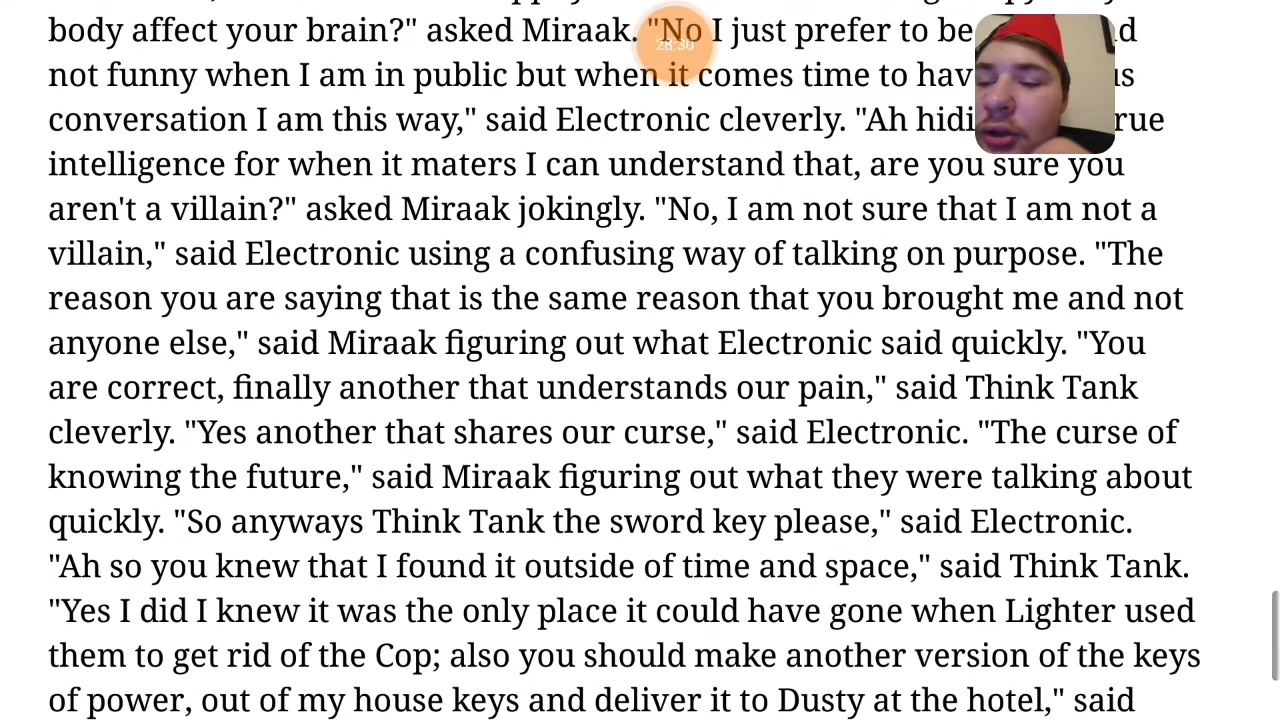 body affect your brain?" asked Miraak. "No I just prefer to be d
not funny when I am in public but when it comes time to hav us
conversation I am this way," said Electronic cleverly. "Ah hidi rue
intelligence for when it maters I can understand that, are you sure you
aren't a villain?" asked Miraak jokingly. "No, I am not sure that I am not a
villain," said Electronic using a confusing way of talking on purpose. "The
reason you are saying that is the same reason that you brought me and not
anyone else," said Miraak figuring out what Electronic said quickly. "You
are correct, finally another that understands our pain," said Think Tank
cleverly. "Yes another that shares our curse," said Electronic. "The curse of
knowing the future," said Miraak figuring out what they were talking about
quickly. "So anyways Think Tank the sword key please," said Electronic.
"Ah so you knew that I found it outside of time and space," said Think Tank.
"Yes I did I knew it was the only place it could have gone when Lighter used
them to get rid of the Cop; also you should make another version of the keys
of power, out of my house keys and deliver it to Dusty at the hotel," said
28:30